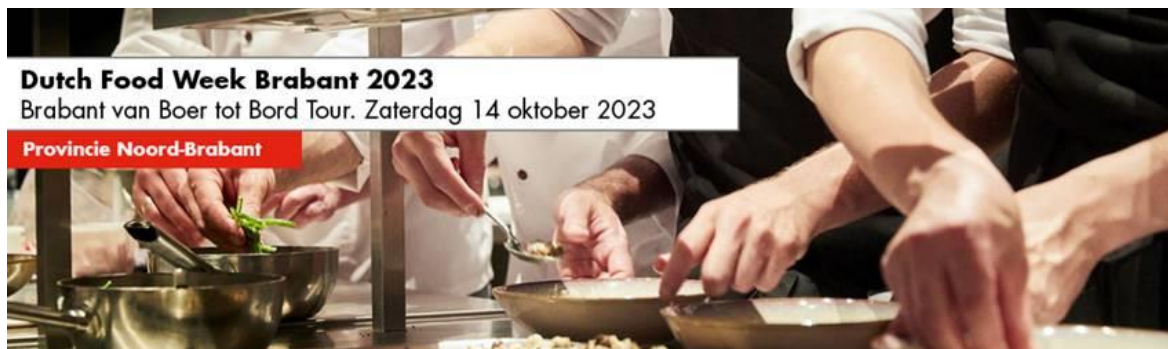 Dutch Food Week Brabant 2023
Brabant van Boer tot Bord Tour. Zaterdag 14 oktober 2023
Provincie Noord-Brabant